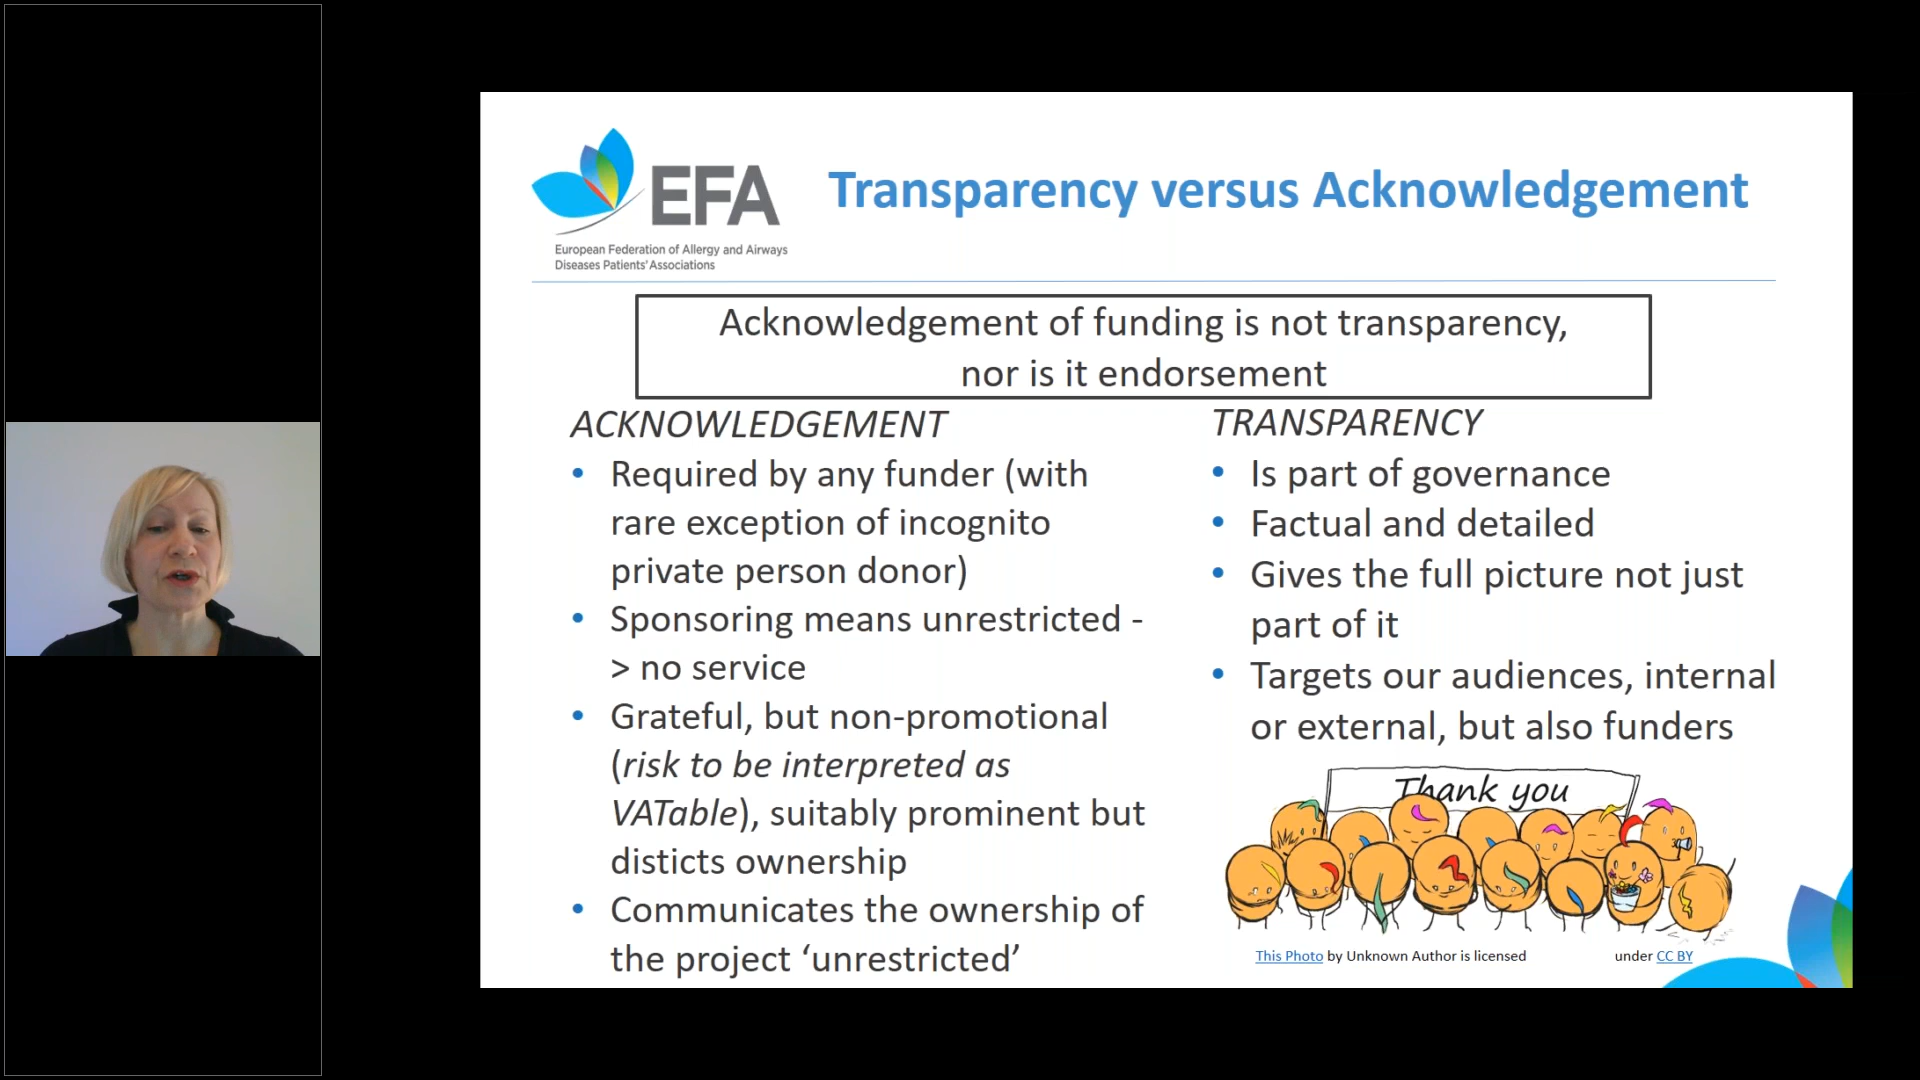 EFA
European Federation of Allergy and Airways
Diseases Patients' Associations
Transparency versus Acknowledgement
Acknowledgement of funding is not transparency,
nor is it endorsement
ACKNOWLEDGEMENT
• Required by any funder (with
rare exception of incognito
private person donor)
• Sponsoring means unrestricted -
> no service
• Grateful, but non-promotional
(risk to be interpreted as
VATable), suitably prominent but
disticts ownership
• Communicates the ownership of
the project ‘unrestricted’
TRANSPARENCY
• Is part of governance
• Factual and detailed
• Gives the full picture not just
part of it
• Targets our audiences, internal
or external, but also funders
Thank you
This Photo by Unknown Author is licensed under CC BY